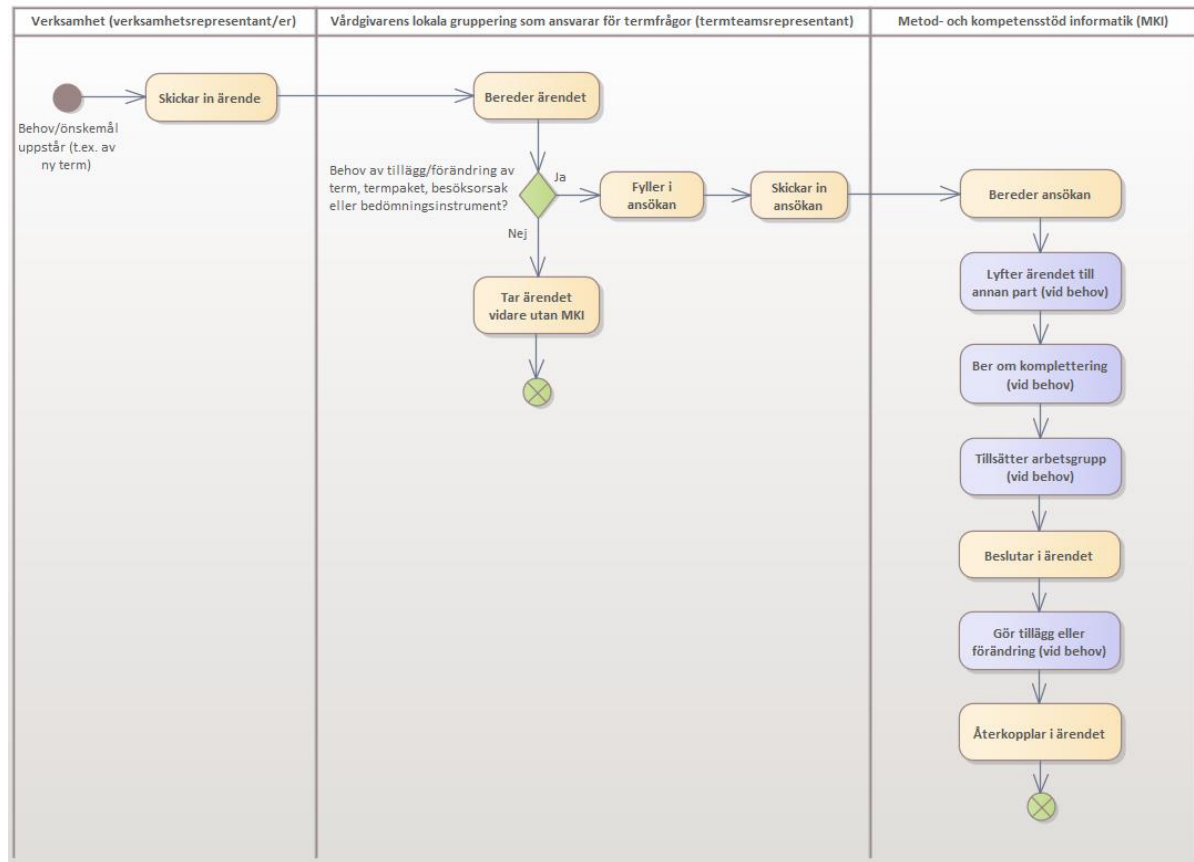 Verksamhet (verksamhetsrepresentant/er)
Vårdgivarens lokala gruppering som ansvarar för termfrågor (termteamsrepresentant)
Metod- och kompetensstöd informatik (MKI)
Behov/önskemål
uppstår (t.ex. av
ny term)
Skickar in ärende
Bereder ärendet
Behov av tillägg/förändring av
term, termpaket, besöksorsak
eller bedömningsinstrument?
Ja
Nej
Fyller i
ansökan
Skickar in
ansökan
Tar ärendet
vidare utan MKI
Bereder ansökan
Lyfter ärendet till
annan part (vid behov)
Ber om komplettering
(vid behov)
Tillsätter arbetsgrupp
(vid behov)
Beslutar i ärendet
Gör tillägg eller
förändring (vid behov)
Återkopplar i ärendet